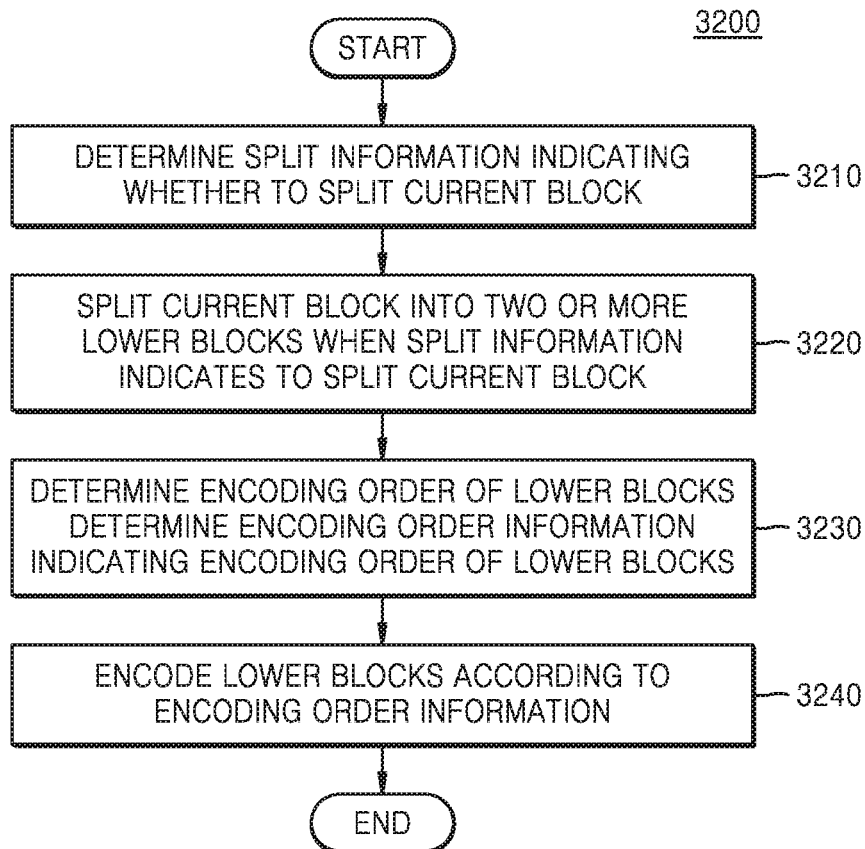 3200
START
DETERMINE SPLIT INFORMATION INDICATING
WHETHER TO SPLIT CURRENT BLOCK
3210
SPLIT CURRENT BLOCK INTO TWO OR MORE
LOWER BLOCKS WHEN SPLIT INFORMATION
INDICATES TO SPLIT CURRENT BLOCK
3220
DETERMINE ENCODING ORDER OF LOWER BLOCKS
DETERMINE ENCODING ORDER INFORMATION
INDICATING ENCODING ORDER OF LOWER BLOCKS
3230
ENCODE LOWER BLOCKS ACCORDING TO
ENCODING ORDER INFORMATION
3240
END